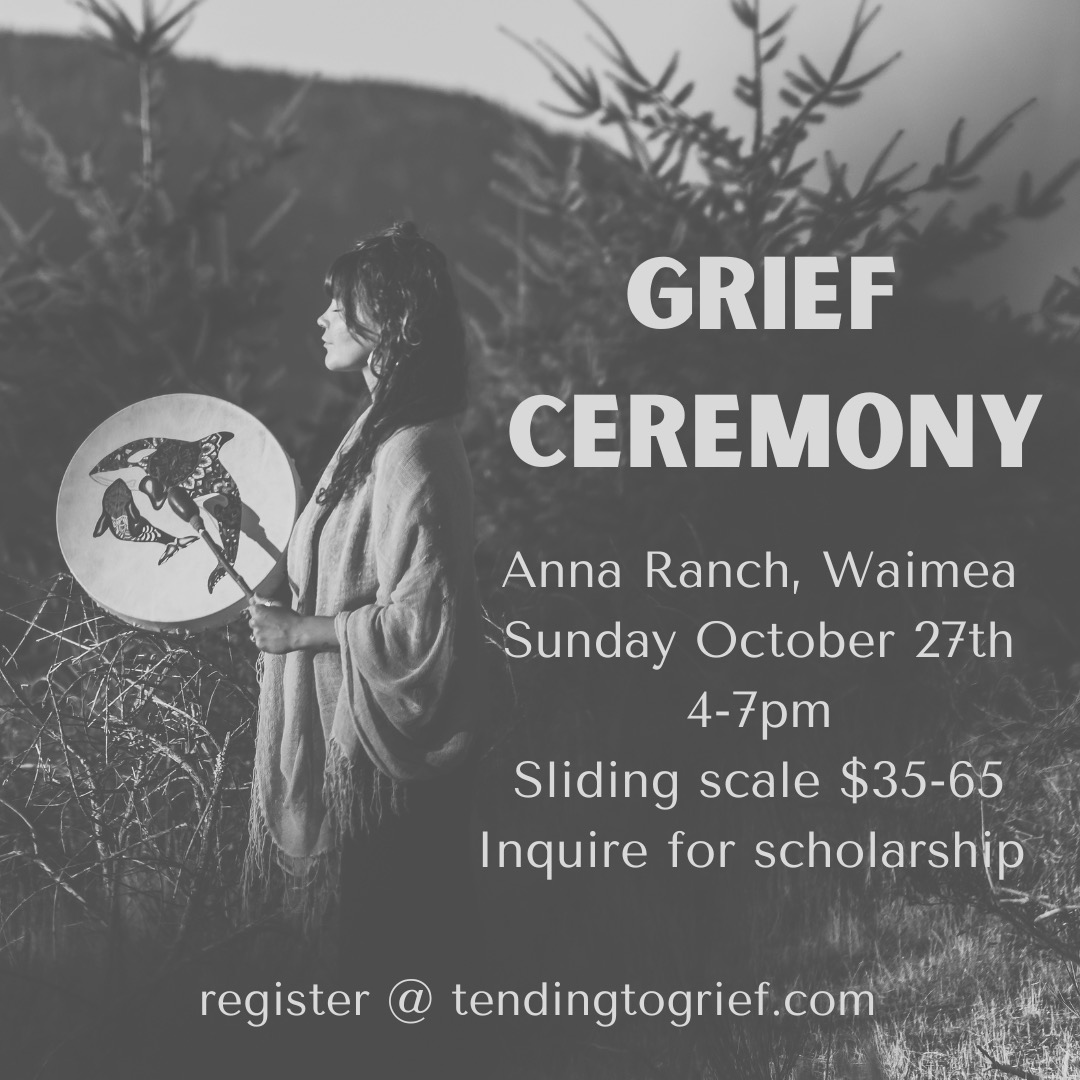 GRIEF
CEREMONY
Anna Ranch, Waimea
Sunday October 27th
4-7pm
Sliding scale $35-65
Inquire for scholarship
register @ tendingtogrief.com